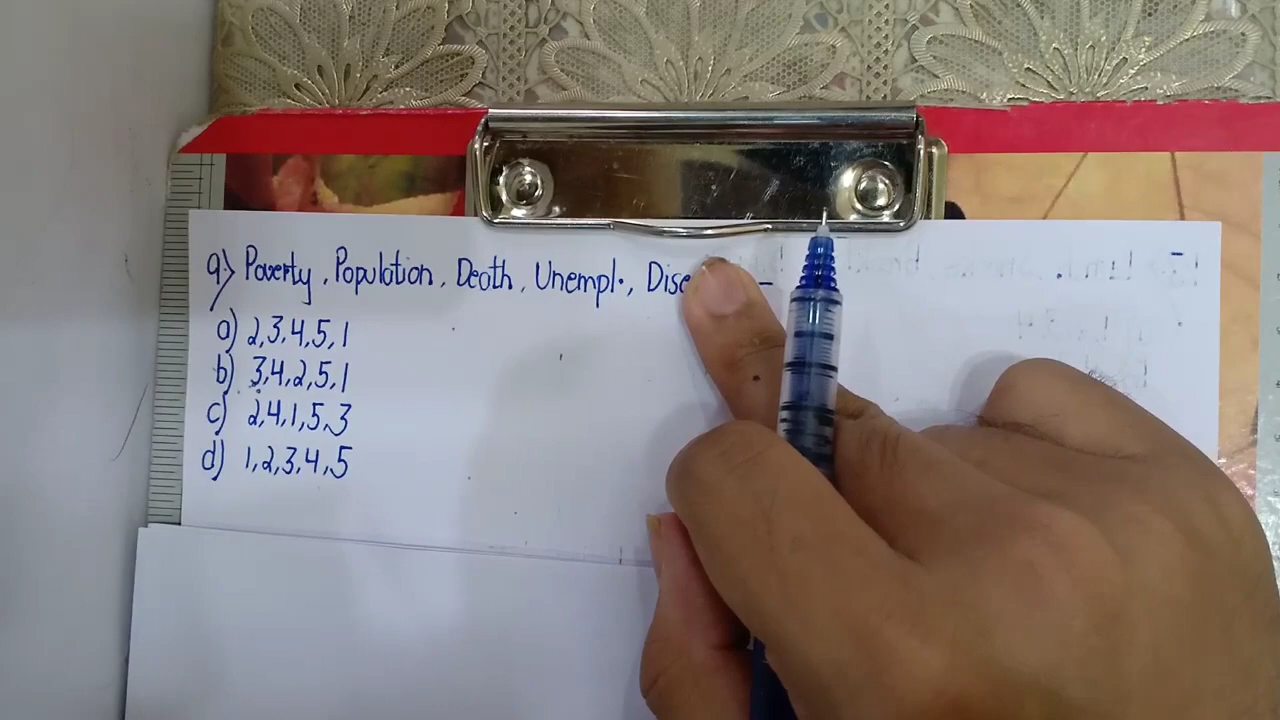 9) Poverty, Population, Death, Unempl., Dise
a) 2,3,4,5,1
b) 3,4,2,5,1
c) 2,4,1,5,3
d) 1,2,3,4,5